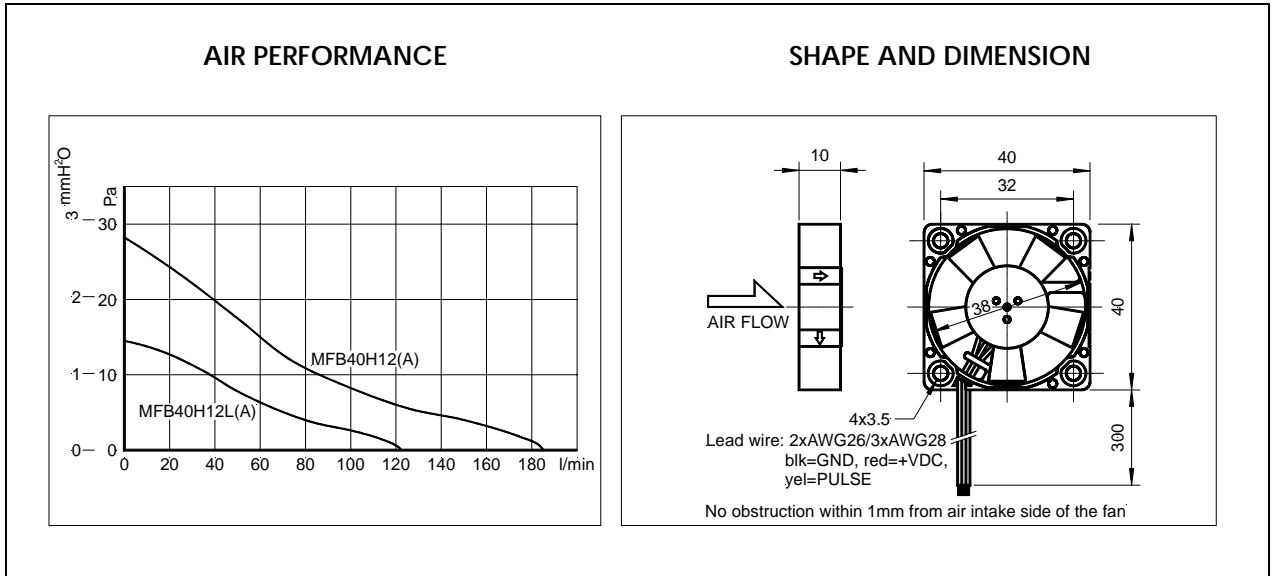 AIR PERFORMANCE
3 mmH²O
Pa
3
30
2
20
1
10
0
0
MFB40H12(A)
MFB40H12L(A)
0 20 40 60 80 100 120 140 160 180 l/min
SHAPE AND DIMENSION
10
40
32
AIR FLOW
38
40
4x3.5
300
Lead wire: 2xAWG26/3xAWG28
blk=GND, red=+VDC,
yel=PULSE
No obstruction within 1mm from air intake side of the fan